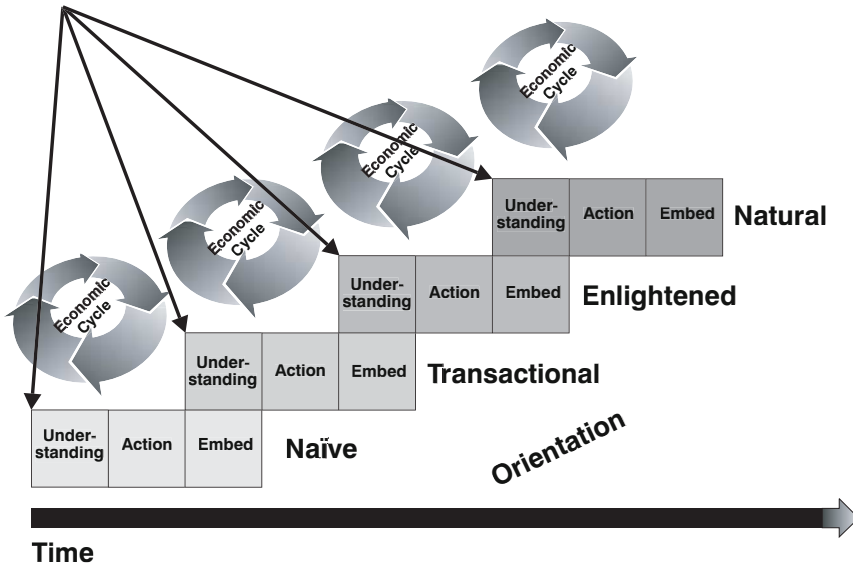 Economic
Cycle
Under-
standing
Action
Embed
Natural
Economic
Cycle
Under-
standing
Action
Embed
Enlightened
Economic
Cycle
Under-
standing
Action
Embed
Transactional
Economic
Cycle
Under-
standing
Action
Embed
Naïve
Orientation
Time